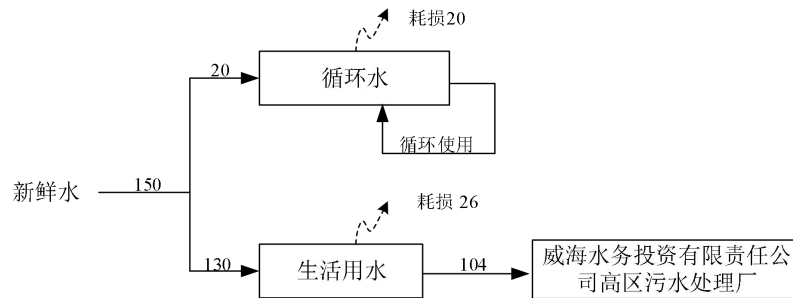 耗损20
20
循环水
循环使用
新鲜水
150
耗损 26
130
生活用水
104
威海水务投资有限责任公
司高区污水处理厂